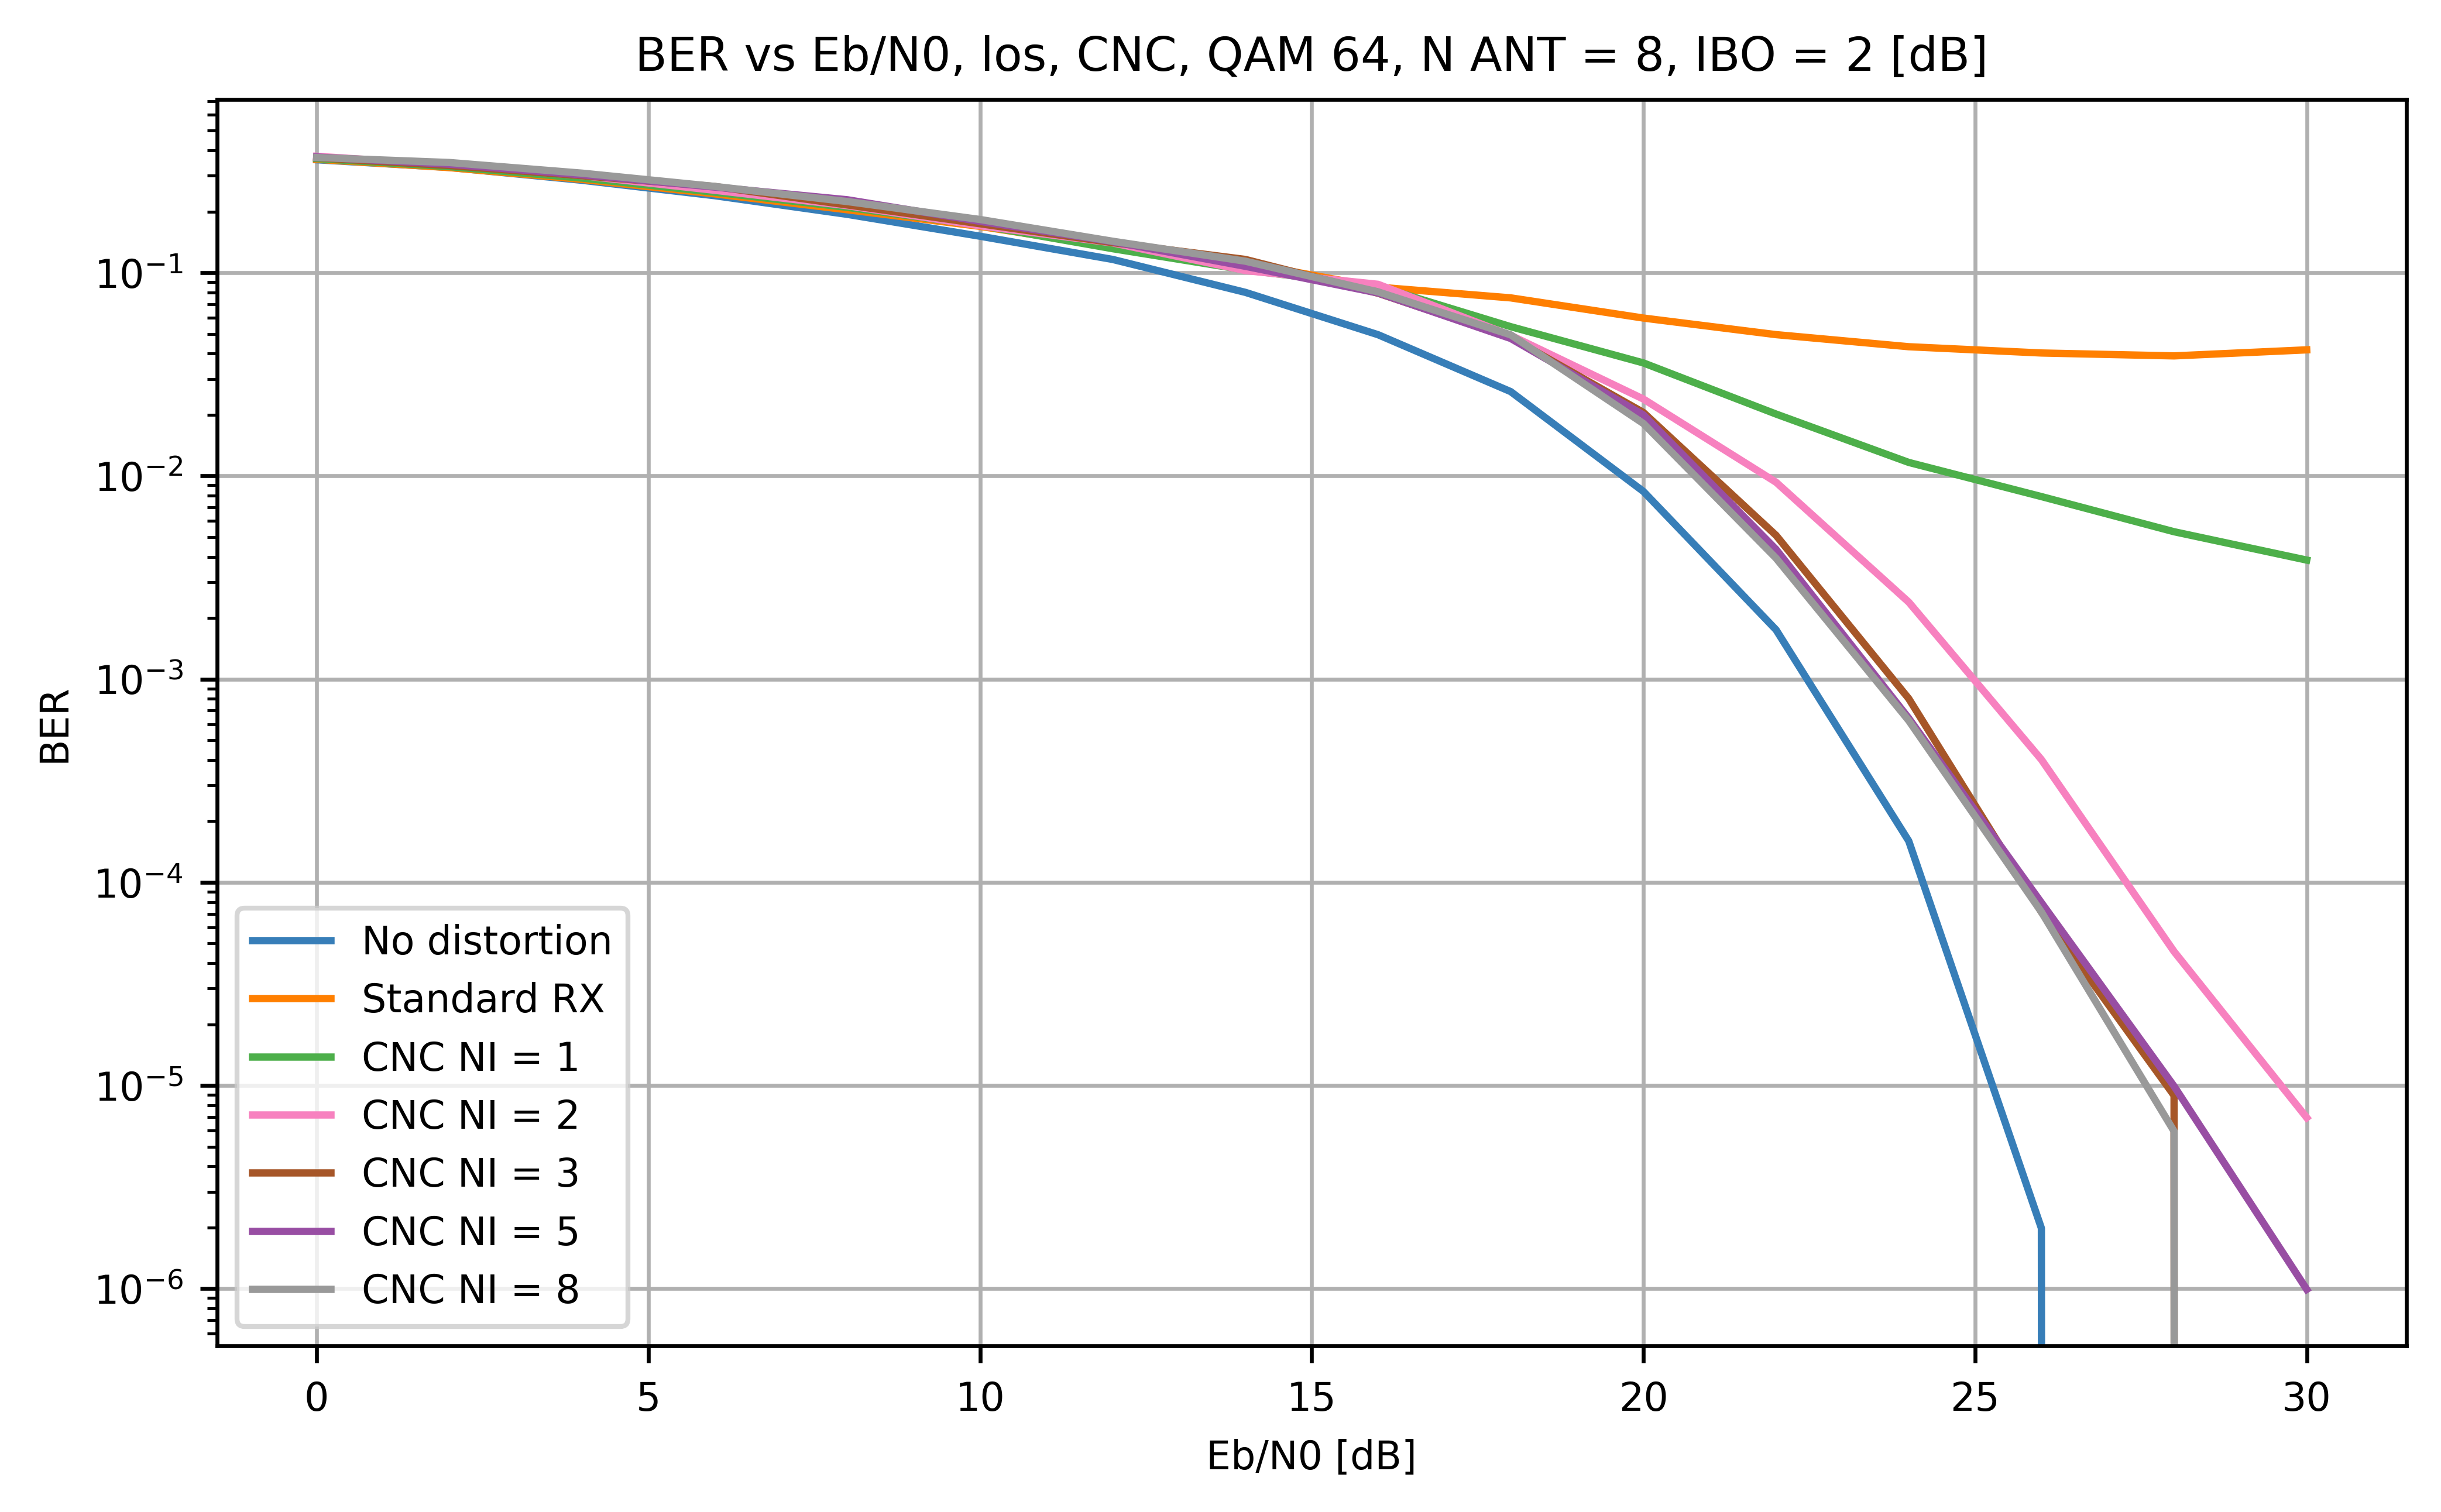 BER vs Eb/N0, los, CNC, QAM 64, N ANT = 8, IBO = 2 [dB]
BER
10⁻¹
10⁻²
10⁻³
10⁻⁴
10⁻⁵
10⁻⁶
No distortion
Standard RX
CNC NI = 1
CNC NI = 2
CNC NI = 3
CNC NI = 5
CNC NI = 8
0 5 10 15 20 25 30
Eb/N0 [dB]